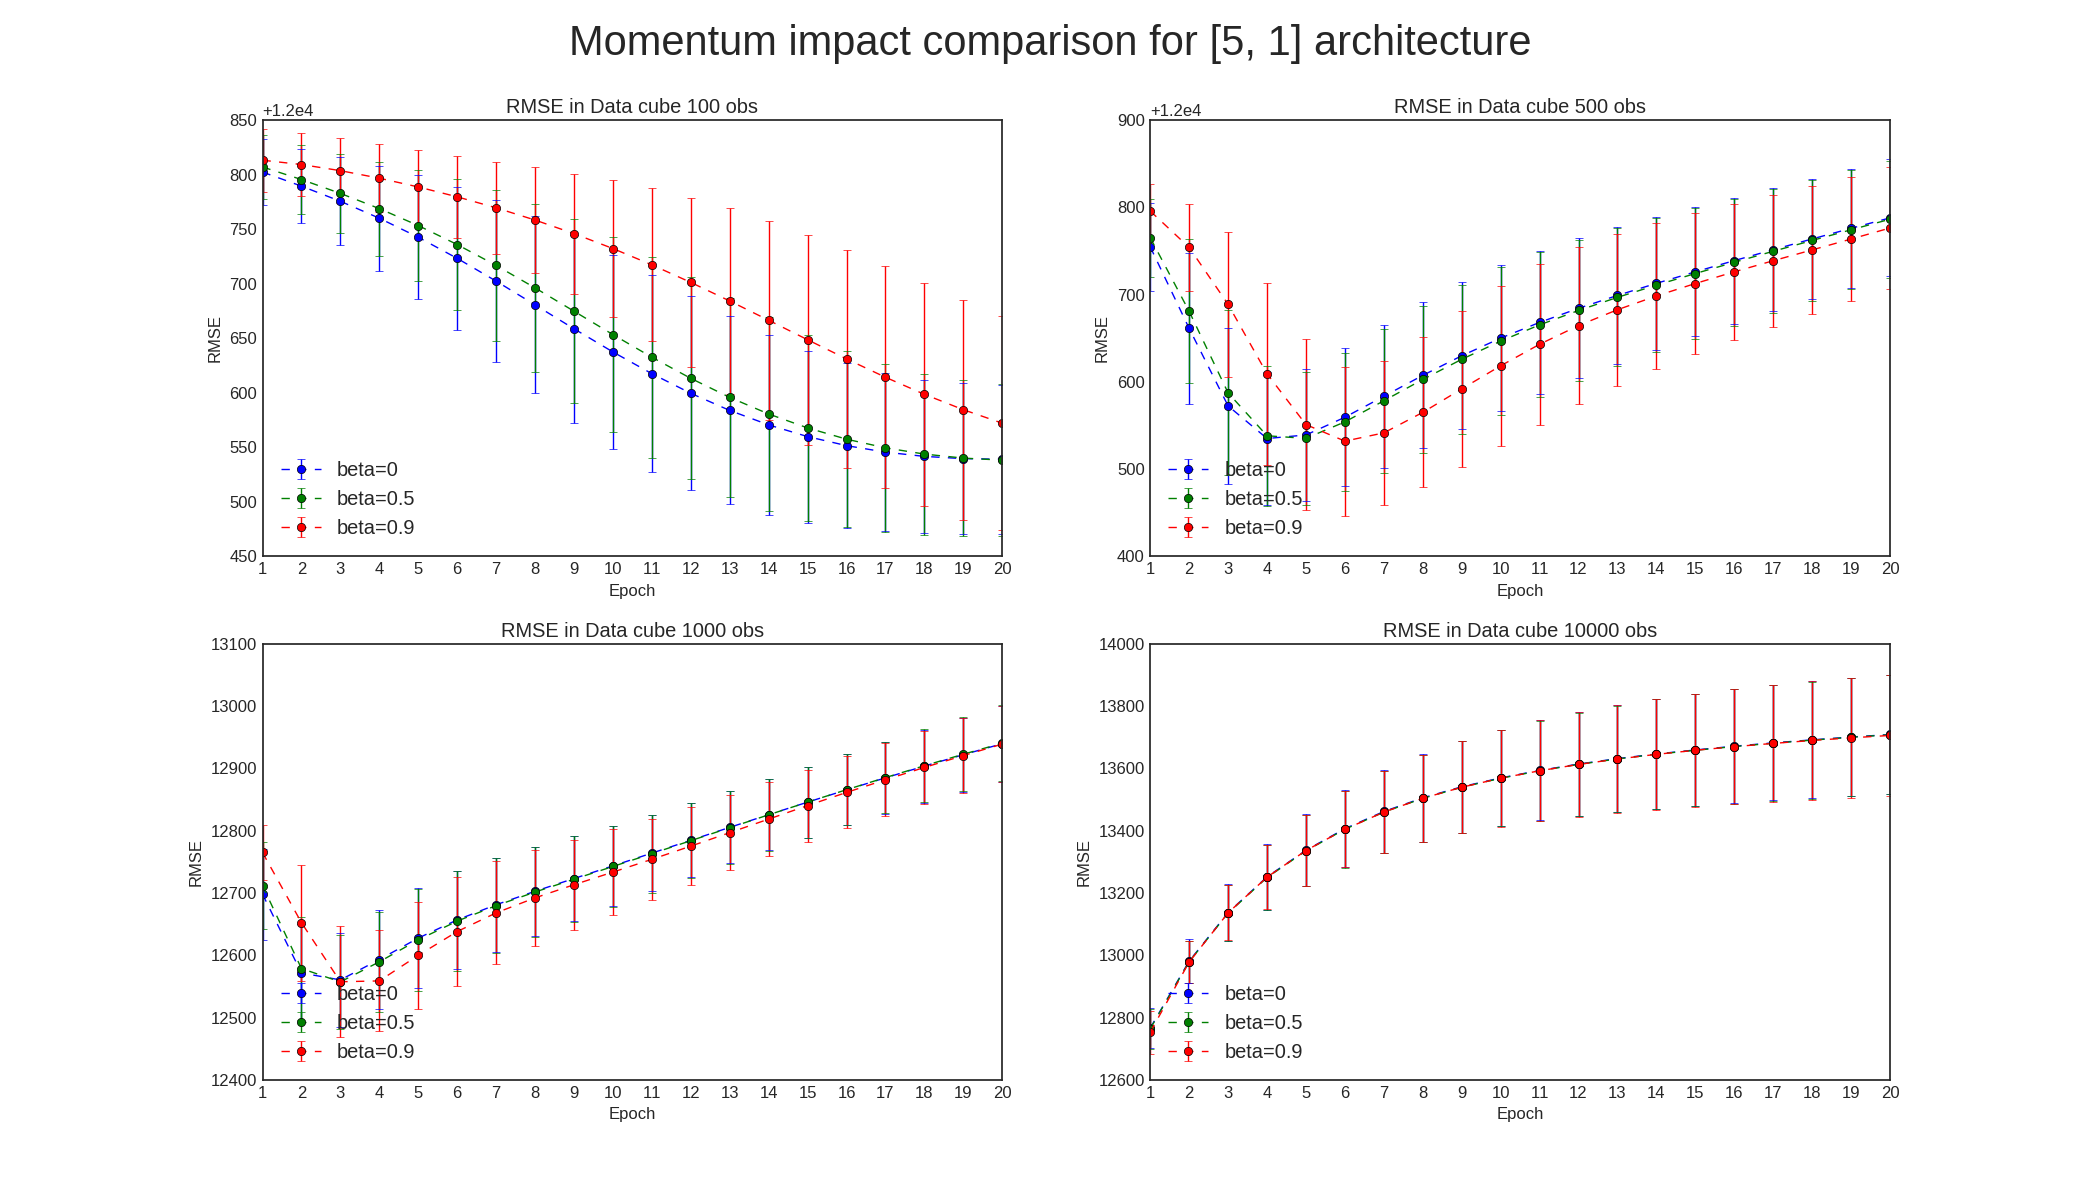 Momentum impact comparison for [5, 1] architecture
RMSE in Data cube 100 obs
+1.2e4
850
800
750
700
650
600
550
500
450
RMSE
beta=0
beta=0.5
beta=0.9
1 2 3 4 5 6 7 8 9 10 11 12 13 14 15 16 17 18 19 20
Epoch
RMSE in Data cube 500 obs
+1.2e4
900
800
700
600
500
400
RMSE
beta=0
beta=0.5
beta=0.9
1 2 3 4 5 6 7 8 9 10 11 12 13 14 15 16 17 18 19 20
Epoch
RMSE in Data cube 1000 obs
13100
13000
12900
12800
12700
12600
12500
12400
RMSE
beta=0
beta=0.5
beta=0.9
1 2 3 4 5 6 7 8 9 10 11 12 13 14 15 16 17 18 19 20
Epoch
RMSE in Data cube 10000 obs
14000
13800
13600
13400
13200
13000
12800
12600
RMSE
beta=0
beta=0.5
beta=0.9
1 2 3 4 5 6 7 8 9 10 11 12 13 14 15 16 17 18 19 20
Epoch